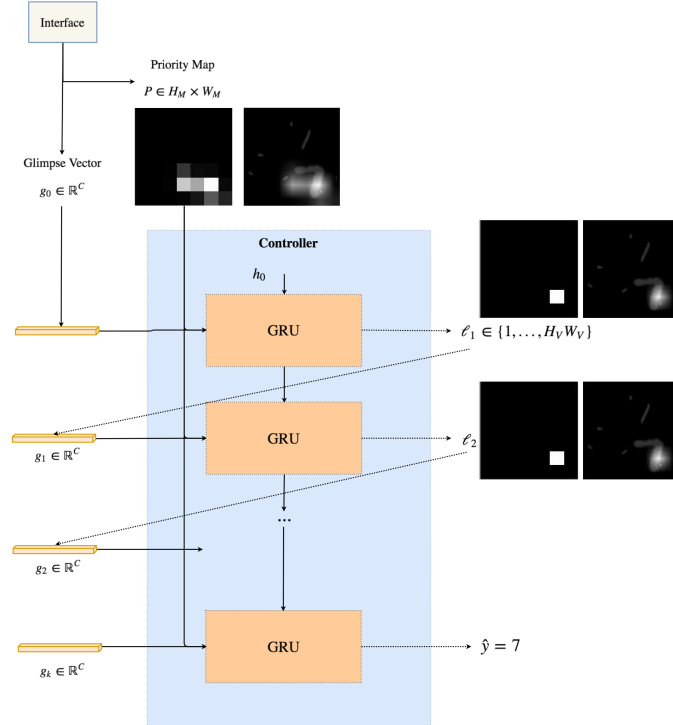 Interface
Priority Map
P ∈ H_M × W_M
Glimpse Vector
g_0 ∈ ℝ^C
Controller
h_0
GRU
ℓ_1 ∈ {1, . . . , H_V W_V}
GRU
ℓ_2
g_1 ∈ ℝ^C
...
g_2 ∈ ℝ^C
GRU
ŷ = 7
g_k ∈ ℝ^C